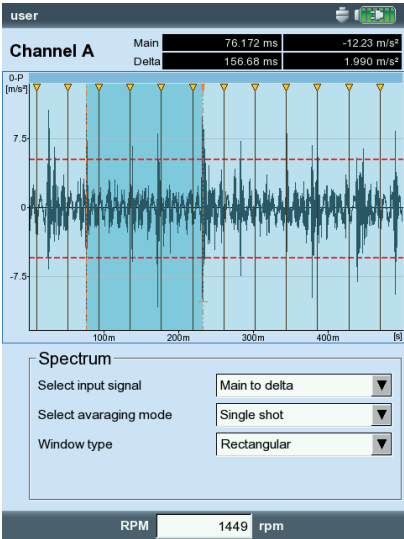 user
Channel A
Main 76.172 ms -12.23 m/s²
Delta 156.68 ms 1.990 m/s²
0-P
[m/s²]
7.5
0
-7.5
100m 200m 300m 400m [s]
Spectrum
Select input signal Main to delta
Select avaraging mode Single shot
Window type Rectangular
RPM 1449 rpm